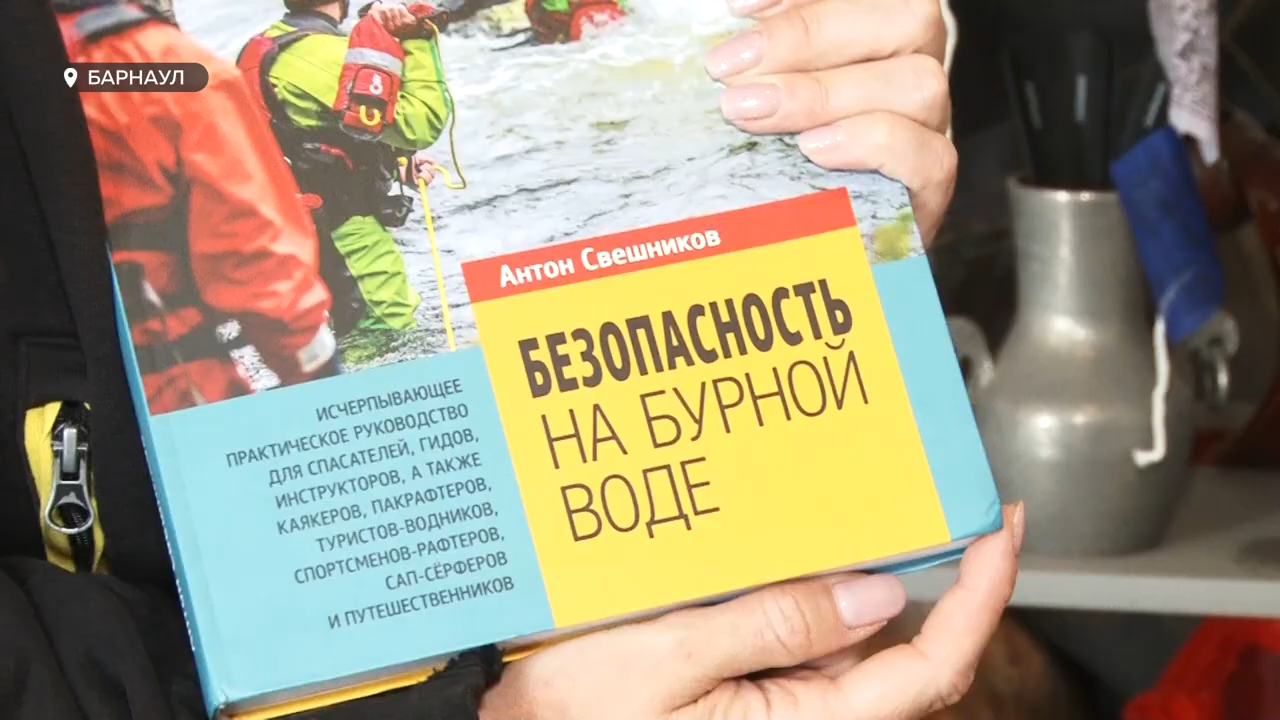 БАРНАУЛ
Антон Свешников
БЕЗОПАСНОСТЬ
НА БУРНОЙ
ВОДЕ
ИСЧЕРПЫВАЮЩЕЕ
ПРАКТИЧЕСКОЕ РУКОВОДСТВО
ДЛЯ СПАСАТЕЛЕЙ, ГИДОВ,
ИНСТРУКТОРОВ, А ТАКЖЕ
КАЯКЕРОВ, ПАКРАФТЕРОВ,
ТУРИСТОВ-ВОДНИКОВ,
СПОРТСМЕНОВ-РАФТЕРОВ,
САП-СЁРФЕРОВ
И ПУТЕШЕСТВЕННИКОВ